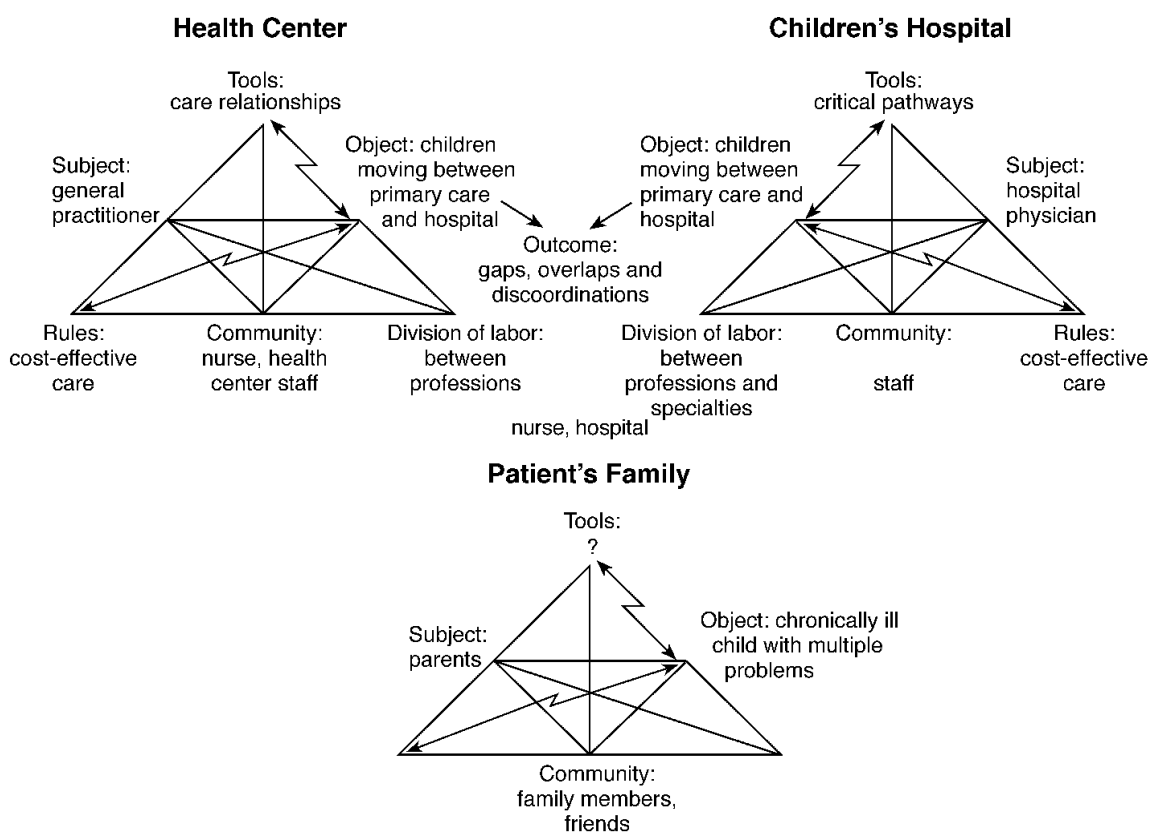 Health Center
Children's Hospital
Tools:
care relationships
Tools:
critical pathways
Subject:
general
practitioner
Object: children
moving between
primary care
and hospital
Object: children
moving between
primary care and
hospital
Subject:
hospital
physician
Outcome:
gaps, overlaps and
discoordinations
Rules:
cost-effective
care
Community:
nurse, health
center staff
Division of labor:
between
professions
Division of labor:
between
professions and
specialties
Community:
staff
Rules:
cost-effective
care
nurse, hospital
Patient's Family
Tools:
?
Subject:
parents
Object: chronically ill
child with multiple
problems
Community:
family members,
friends